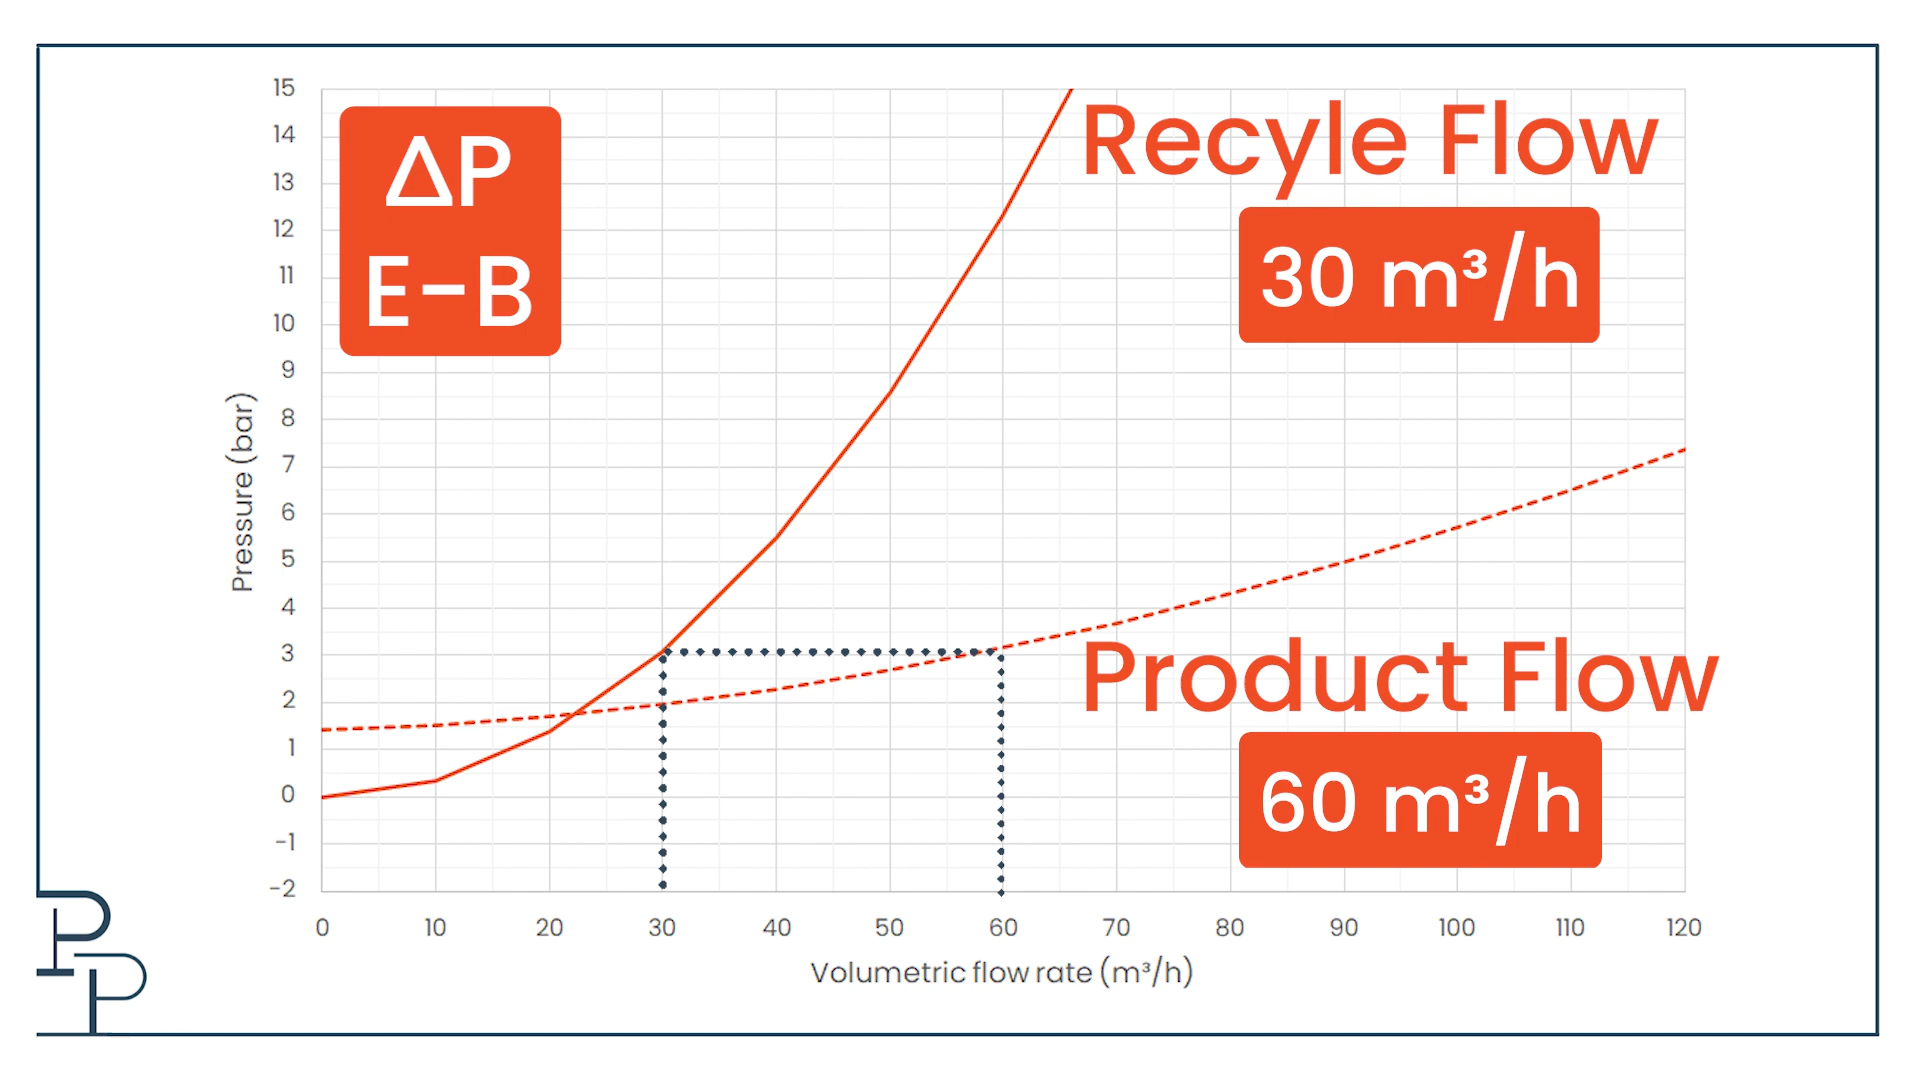 15
14
13
12
11
10
9
8
7
6
5
4
3
2
1
0
-1
-2
Pressure (bar)
ΔP
E-B
Recyle Flow
30 m³/h
Product Flow
60 m³/h
0 10 20 30 40 50 60 70 80 90 100 110 120
Volumetric flow rate (m³/h)
PP